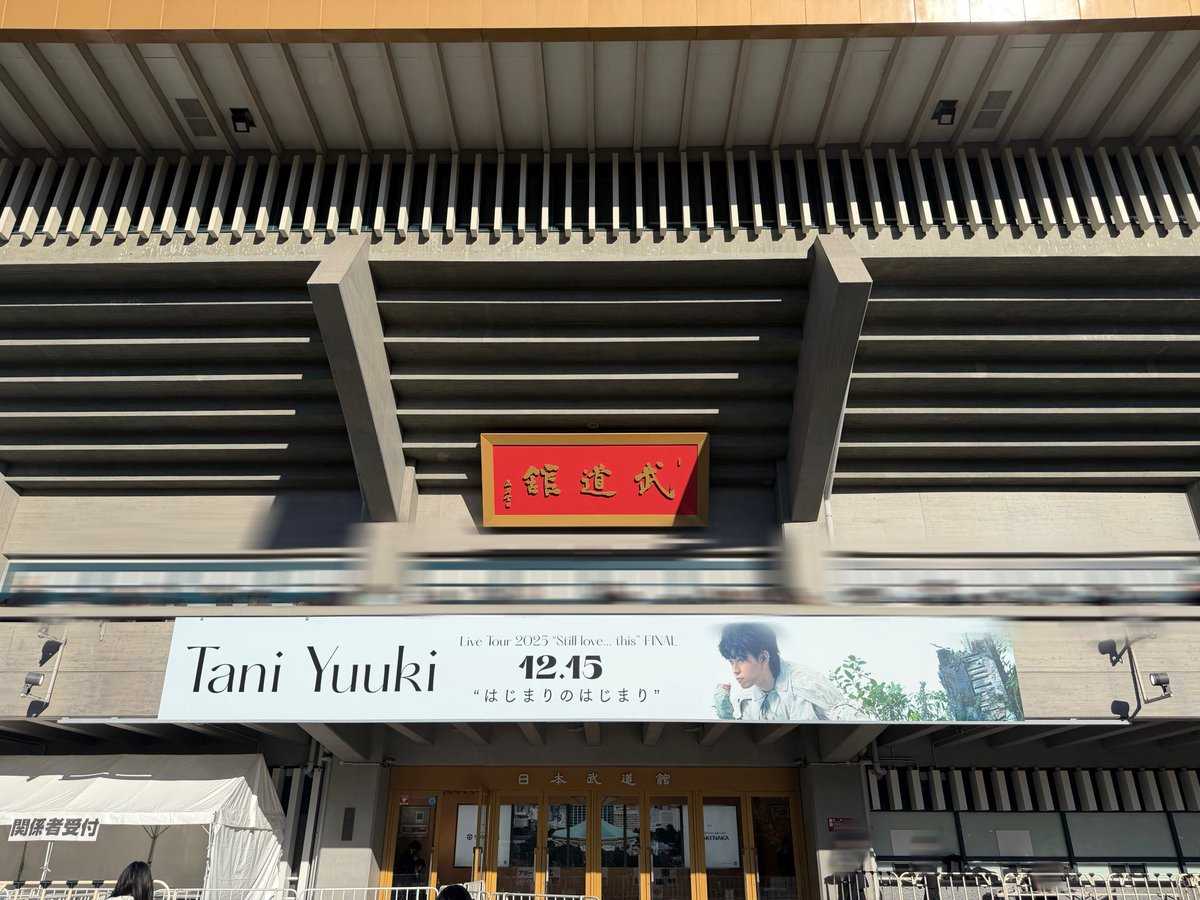 武道館
Tani Yuuki
Live Tour 2025 "Still love... this" FINAL
12.15
"はじまりのはじまり"
日本武道館
関係者受付